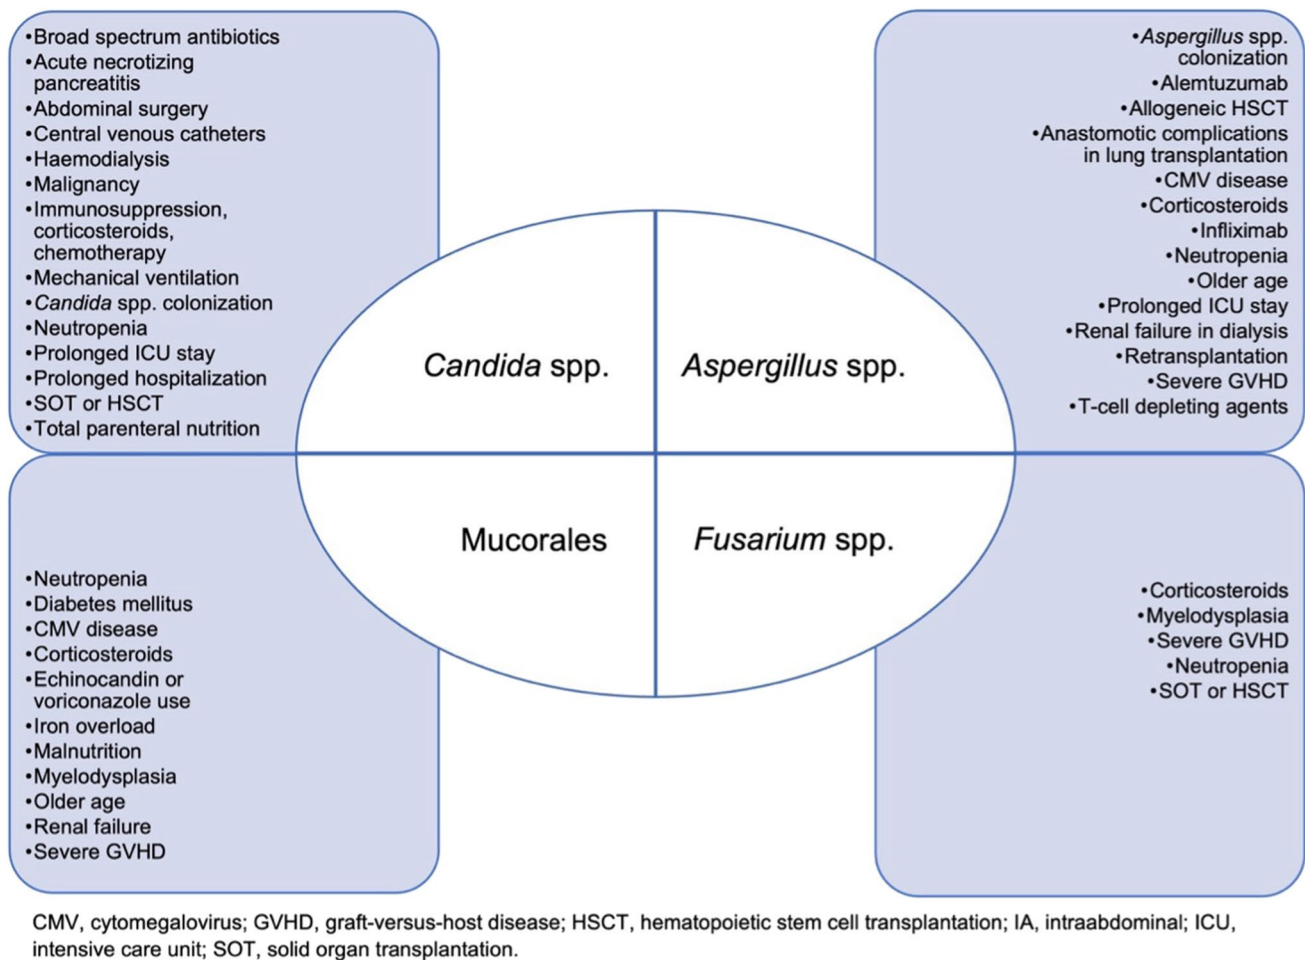 •Broad spectrum antibiotics
•Acute necrotizing
pancreatitis
•Abdominal surgery
•Central venous catheters
•Haemodialysis
•Malignancy
•Immunosuppression,
corticosteroids,
chemotherapy
•Mechanical ventilation
•Candida spp. colonization
•Neutropenia
•Prolonged ICU stay
•Prolonged hospitalization
•SOT or HSCT
•Total parenteral nutrition
•Aspergillus spp.
colonization
•Alemtuzumab
•Allogeneic HSCT
•Anastomotic complications
in lung transplantation
•CMV disease
•Corticosteroids
•Infliximab
•Neutropenia
•Older age
•Prolonged ICU stay
•Renal failure in dialysis
•Retransplantation
•Severe GVHD
•T-cell depleting agents
Candida spp.
Aspergillus spp.
Mucorales
Fusarium spp.
•Neutropenia
•Diabetes mellitus
•CMV disease
•Corticosteroids
•Echinocandin or
voriconazole use
•Iron overload
•Malnutrition
•Myelodysplasia
•Older age
•Renal failure
•Severe GVHD
•Corticosteroids
•Myelodysplasia
•Severe GVHD
•Neutropenia
•SOT or HSCT
CMV, cytomegalovirus; GVHD, graft-versus-host disease; HSCT, hematopoietic stem cell transplantation; IA, intraabdominal; ICU,
intensive care unit; SOT, solid organ transplantation.